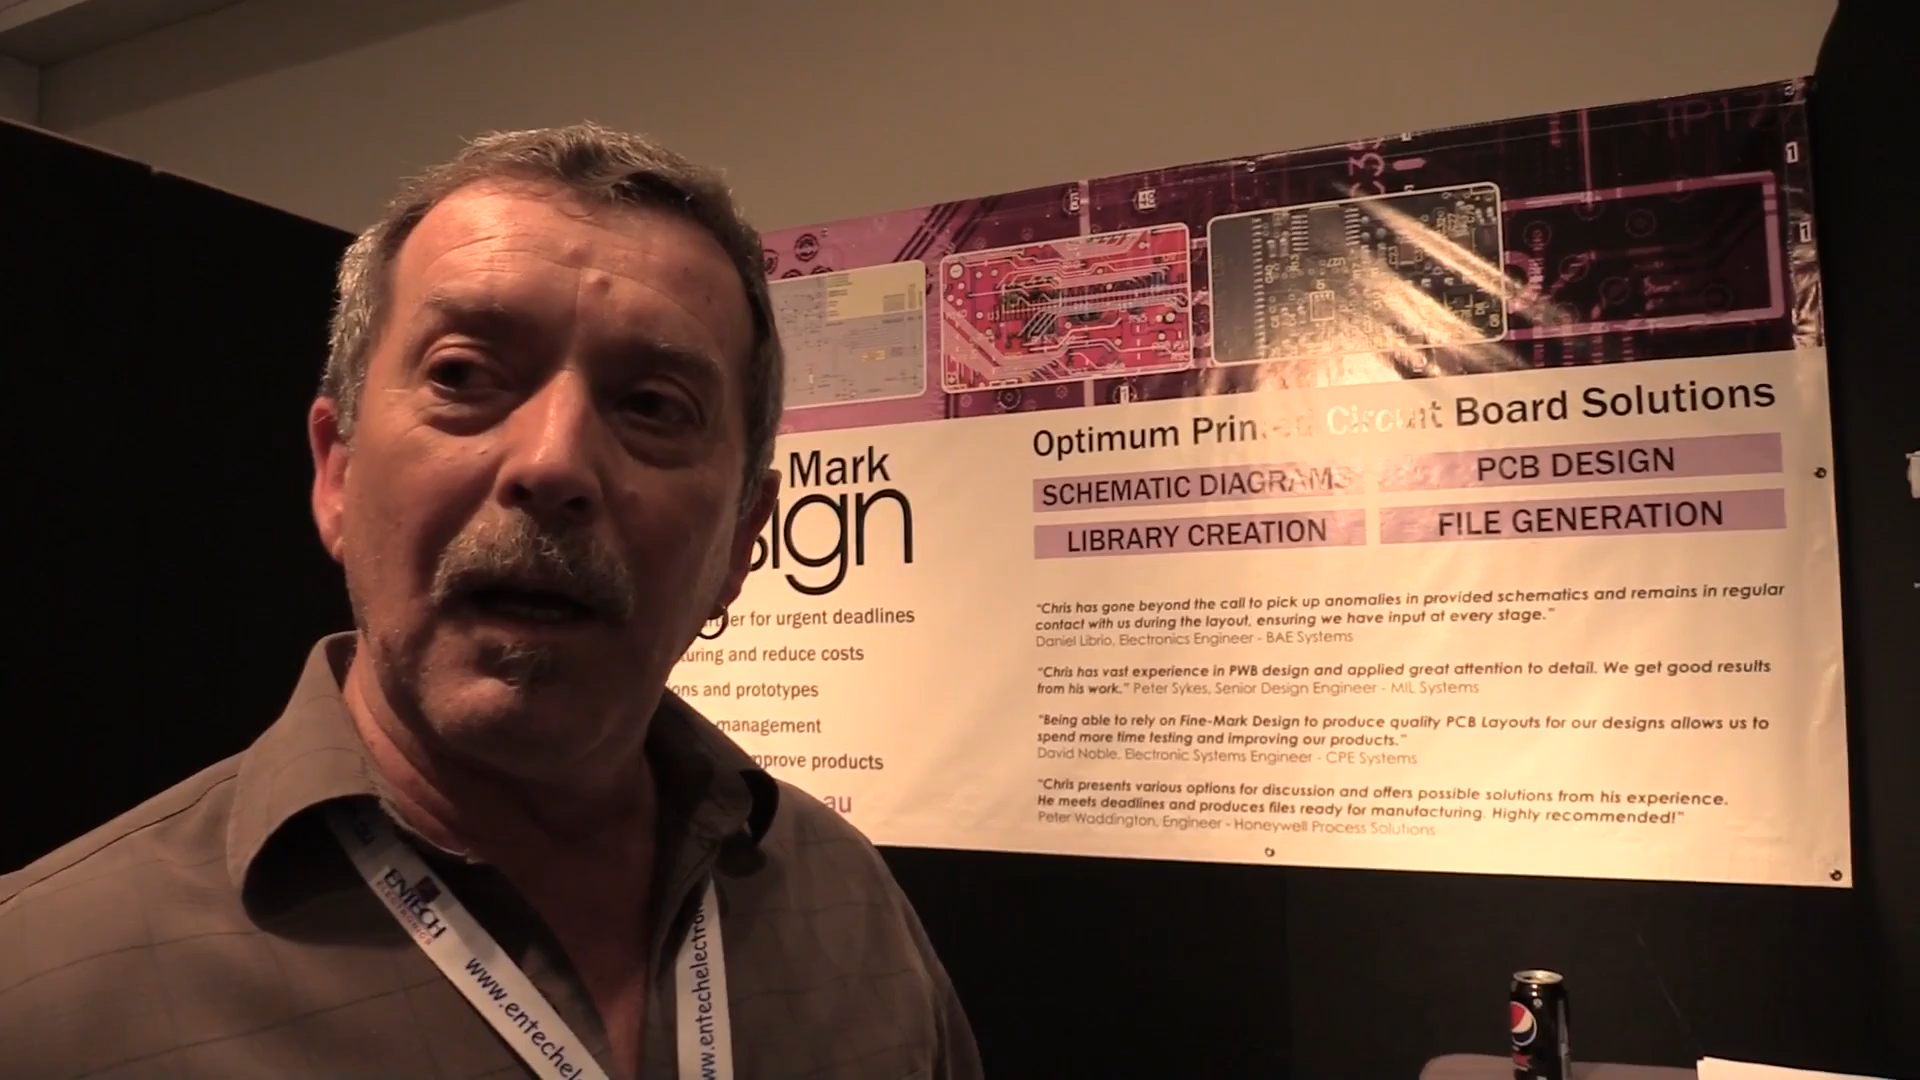 Mark
ign
er for urgent deadlines
uring and reduce costs
ons and prototypes
management
prove products
au
Optimum Prin Circuit Board Solutions
SCHEMATIC DIAGRAMS
PCB DESIGN
LIBRARY CREATION
FILE GENERATION
"Chris has gone beyond the call to pick up anomalies in provided schematics and remains in regular
contact with us during the layout, ensuring we have input at every stage."
Daniel Librio, Electronics Engineer - BAE Systems
"Chris has vast experience in PWB design and applied great attention to detail. We get good results
from his work." Peter Sykes, Senior Design Engineer - MIL Systems
"Being able to rely on Fine-Mark Design to produce quality PCB Layouts for our designs allows us to
spend more time testing and improving our products."
David Noble, Electronic Systems Engineer - CPE Systems
"Chris presents various options for discussion and offers possible solutions from his experience.
He meets deadlines and produces files ready for manufacturing. Highly recommended!"
Peter Waddington, Engineer - Honeywell Process Solutions
ENTECH
ELECTRONICS
www.entechel
ww.entechelectro